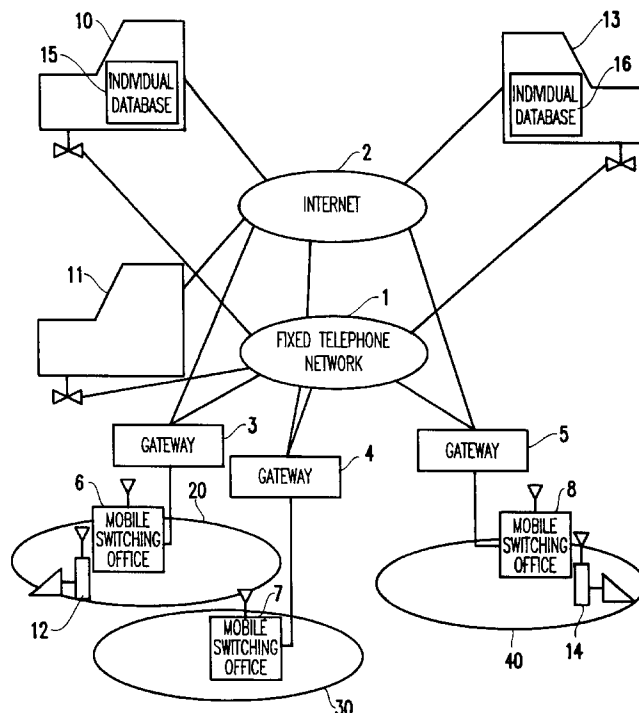 10
13
15
INDIVIDUAL
DATABASE
INDIVIDUAL
DATABASE
16
2
INTERNET
11
1
FIXED TELEPHONE
NETWORK
GATEWAY
3
GATEWAY
4
GATEWAY
5
6
20
MOBILE
SWITCHING
OFFICE
8
MOBILE
SWITCHING
OFFICE
12
7
MOBILE
SWITCHING
OFFICE
40
14
30